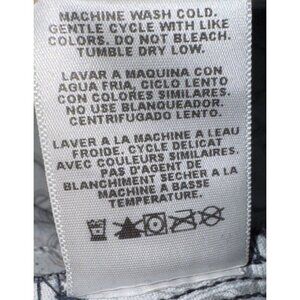 MACHINE WASH COLD.
GENTLE CYCLE WITH LIKE
COLORS. DO NOT BLEACH.
TUMBLE DRY LOW.
LAVAR A MAQUINA CON
AGUA FRIA, CICLO LENTO
CON COLORES SIMILARES.
NO USE BLANQUEADOR.
CENTRIFUGADO LENTO.
LAVER A LA MACHINE A LEAU
FROIDE. CYCLE DELICAT
AVEC COULEURS SIMILAIRES.
PAS D'AGENT DE
BLANCHIMENT SECHER A LA
MACHINE A BASSE
TEMPERATURE.